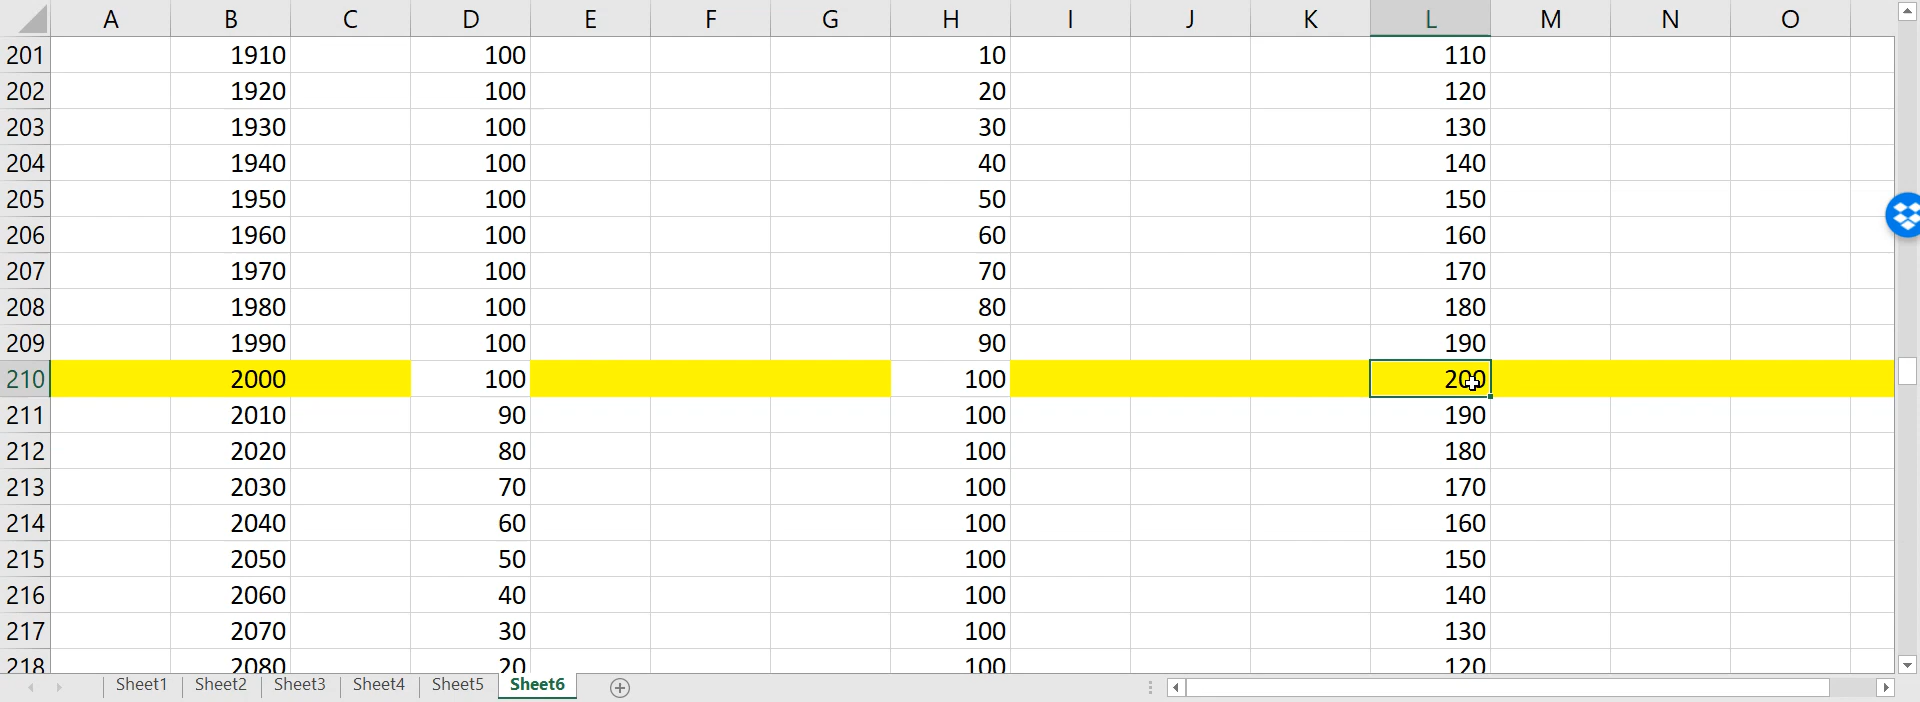 A B C D E F G H I J K L M N O
201 1910 100 10 110
202 1920 100 20 120
203 1930 100 30 130
204 1940 100 40 140
205 1950 100 50 150
206 1960 100 60 160
207 1970 100 70 170
208 1980 100 80 180
209 1990 100 90 190
210 2000 100 100 200
211 2010 90 100 190
212 2020 80 100 180
213 2030 70 100 170
214 2040 60 100 160
215 2050 50 100 150
216 2060 40 100 140
217 2070 30 100 130
218 2080 20 100 120
Sheet1 Sheet2 Sheet3 Sheet4 Sheet5 Sheet6